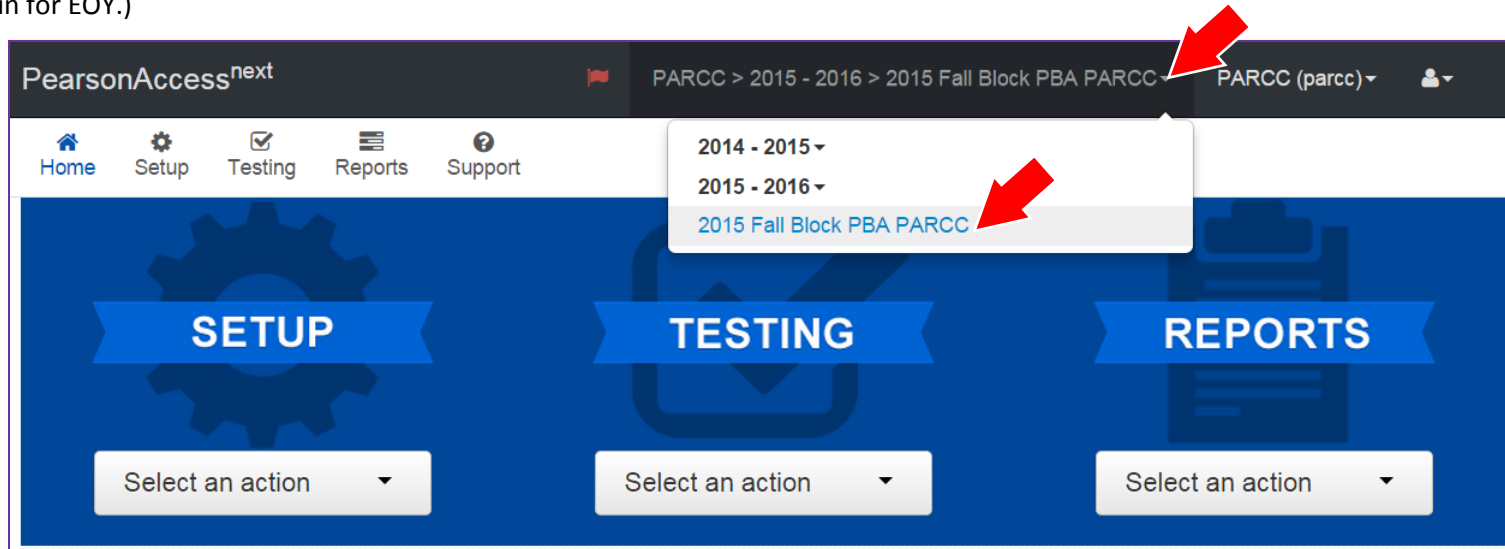 in for EOY.)
PearsonAccessnext
PARCC > 2015 - 2016 > 2015 Fall Block PBA PARCC
PARCC (parcc)
Home Setup Testing Reports Support
2014 - 2015
2015 - 2016
2015 Fall Block PBA PARCC
SETUP TESTING REPORTS
Select an action Select an action Select an action